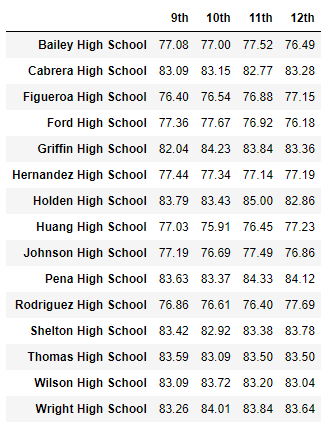 9th 10th 11th 12th
Bailey High School 77.08 77.00 77.52 76.49
Cabrera High School 83.09 83.15 82.77 83.28
Figueroa High School 76.40 76.54 76.88 77.15
Ford High School 77.36 77.67 76.92 76.18
Griffin High School 82.04 84.23 83.84 83.36
Hernandez High School 77.44 77.34 77.14 77.19
Holden High School 83.79 83.43 85.00 82.86
Huang High School 77.03 75.91 76.45 77.23
Johnson High School 77.19 76.69 77.49 76.86
Pena High School 83.63 83.37 84.33 84.12
Rodriguez High School 76.86 76.61 76.40 77.69
Shelton High School 83.42 82.92 83.38 83.78
Thomas High School 83.59 83.09 83.50 83.50
Wilson High School 83.09 83.72 83.20 83.04
Wright High School 83.26 84.01 83.84 83.64